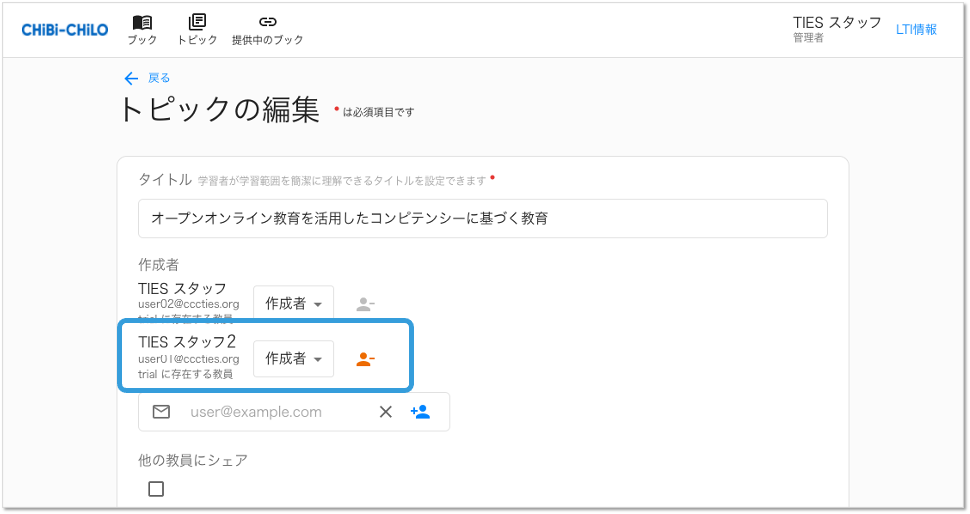 CHiBi-CHiLO
ブック
トピック
提供中のブック
TIES スタッフ
管理者
LTI情報
戻る
トピックの編集 * は必須項目です
タイトル 学習者が学習範囲を簡潔に理解できるタイトルを設定できます *
オープンオンライン教育を活用したコンピテンシーに基づく教育
作成者
TIES スタッフ
user02@cccties.org
trial に存在する教員
作成者
TIES スタッフ2
user01@cccties.org
trial に存在する教員
作成者
user@example.com
他の教員にシェア